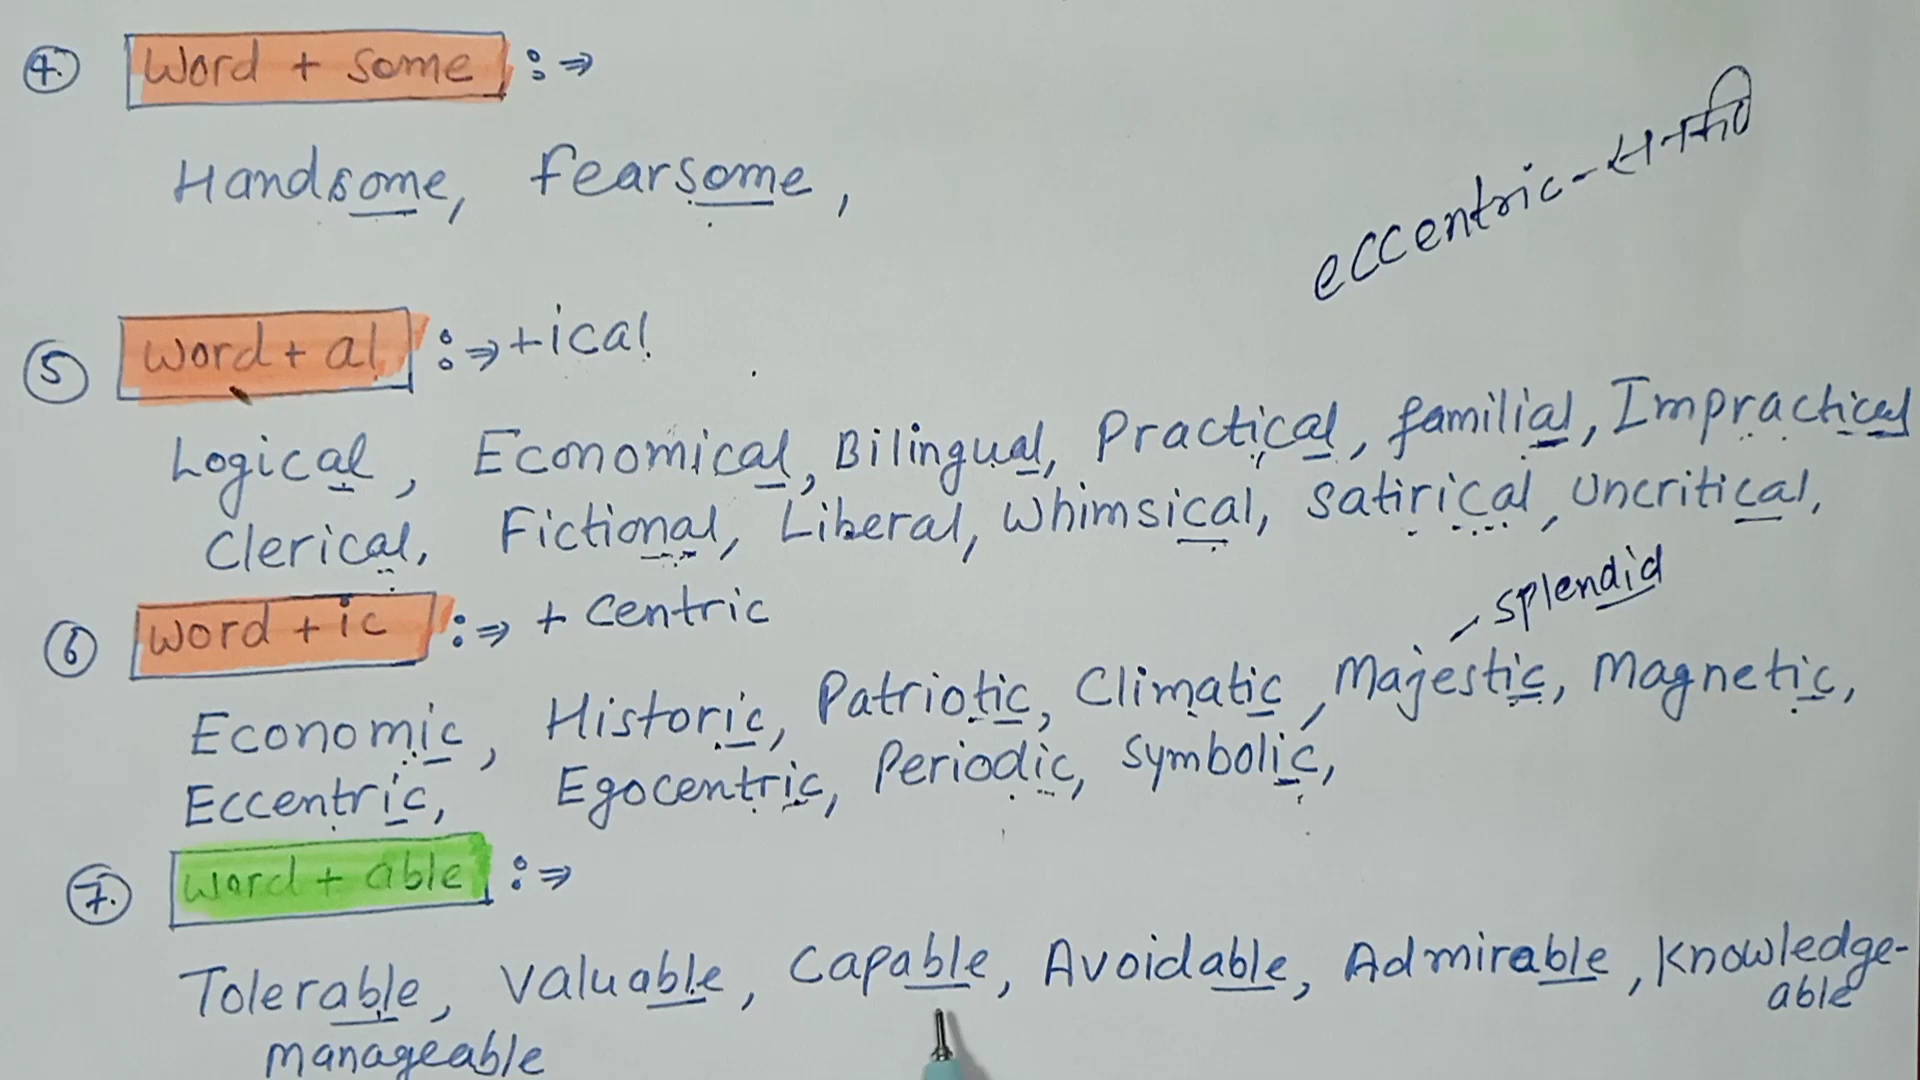 4. Word + some :⇒
Handsome, fearsome,
eccentric - सनकी
5 word + al :⇒ +ical
Logical, Economical, Bilingual, Practical, familial, Impractical
Clerical, Fictional, Liberal, Whimsical, Satirical, Uncritical,
6 word + ic :⇒ + Centric
- splendid
Economic, Historic, Patriotic, Climatic, Majestic, Magnetic,
Eccentric, Egocentric, Periodic, Symbolic,
7. word + able :⇒
Tolerable, Valuable, Capable, Avoidable, Admirable, Knowledge-
able
manageable